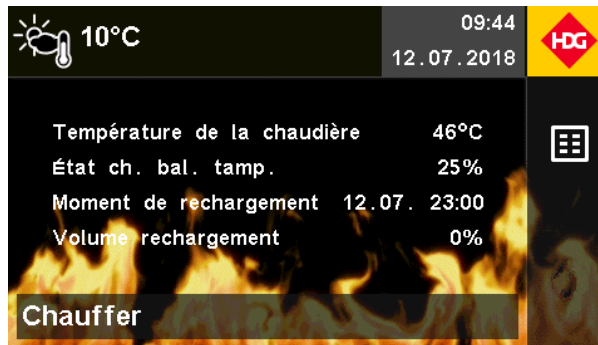 10°C
09:44
12.07.2018
HDG
Température de la chaudière 46°C
État ch. bal. tamp. 25%
Moment de rechargement 12.07. 23:00
Volume rechargement 0%
Chauffer